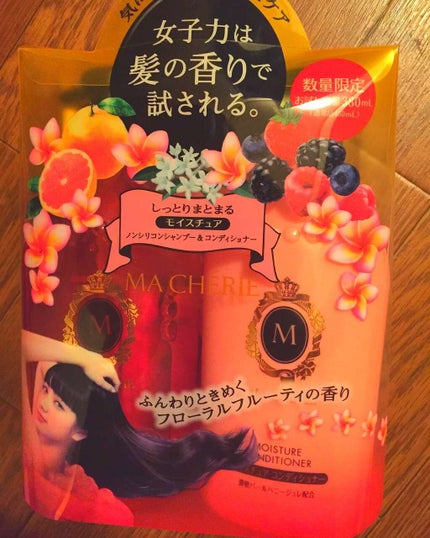 女子力は
髪の香りで
試される。
数量限定
しっとりまとまる
モイスチュア
ノンシリコンシャンプー&コンディショナー
MA CHERIE
M
M
ふんわりときめく
フローラルフルーティの香り
MOISTURE
CONDITIONER